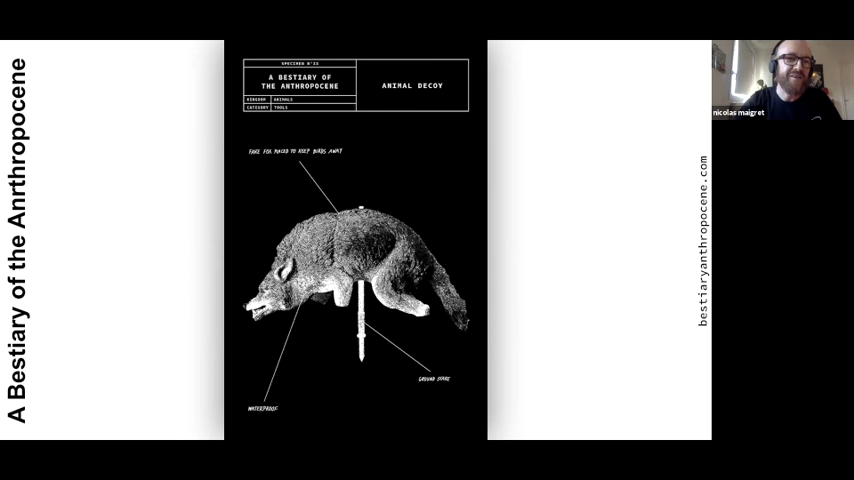 A Bestiary of the Anrthropocene
SPECIMEN N°25
A BESTIARY OF
THE ANTHROPOCENE
KINGDOM ANIMALS
CATEGORY TOOLS
ANIMAL DECOY
FAKE FOX PLACED TO KEEP BIRDS AWAY
GROUND STAKE
WATERPROOF
bestiaryanthropocene.com
nicolas maigret